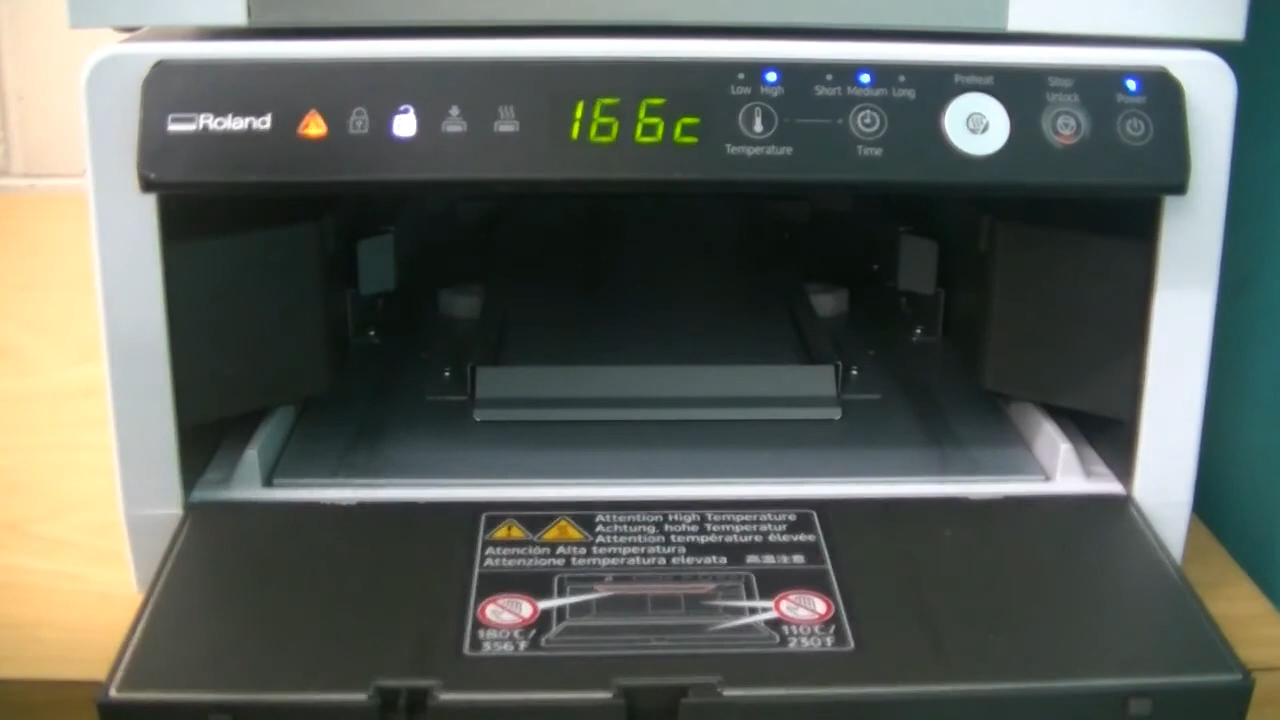 Roland
166c
Low High
Temperature
Short Medium Long
Time
Preheat
Stop/
Unlock
Power
Attention High Temperature
Achtung, hohe Temperatur
Attention température élevée
Atención Alta temperatura
Attenzione temperatura elevata 高温注意
180°C/
356°F
110°C/
230°F